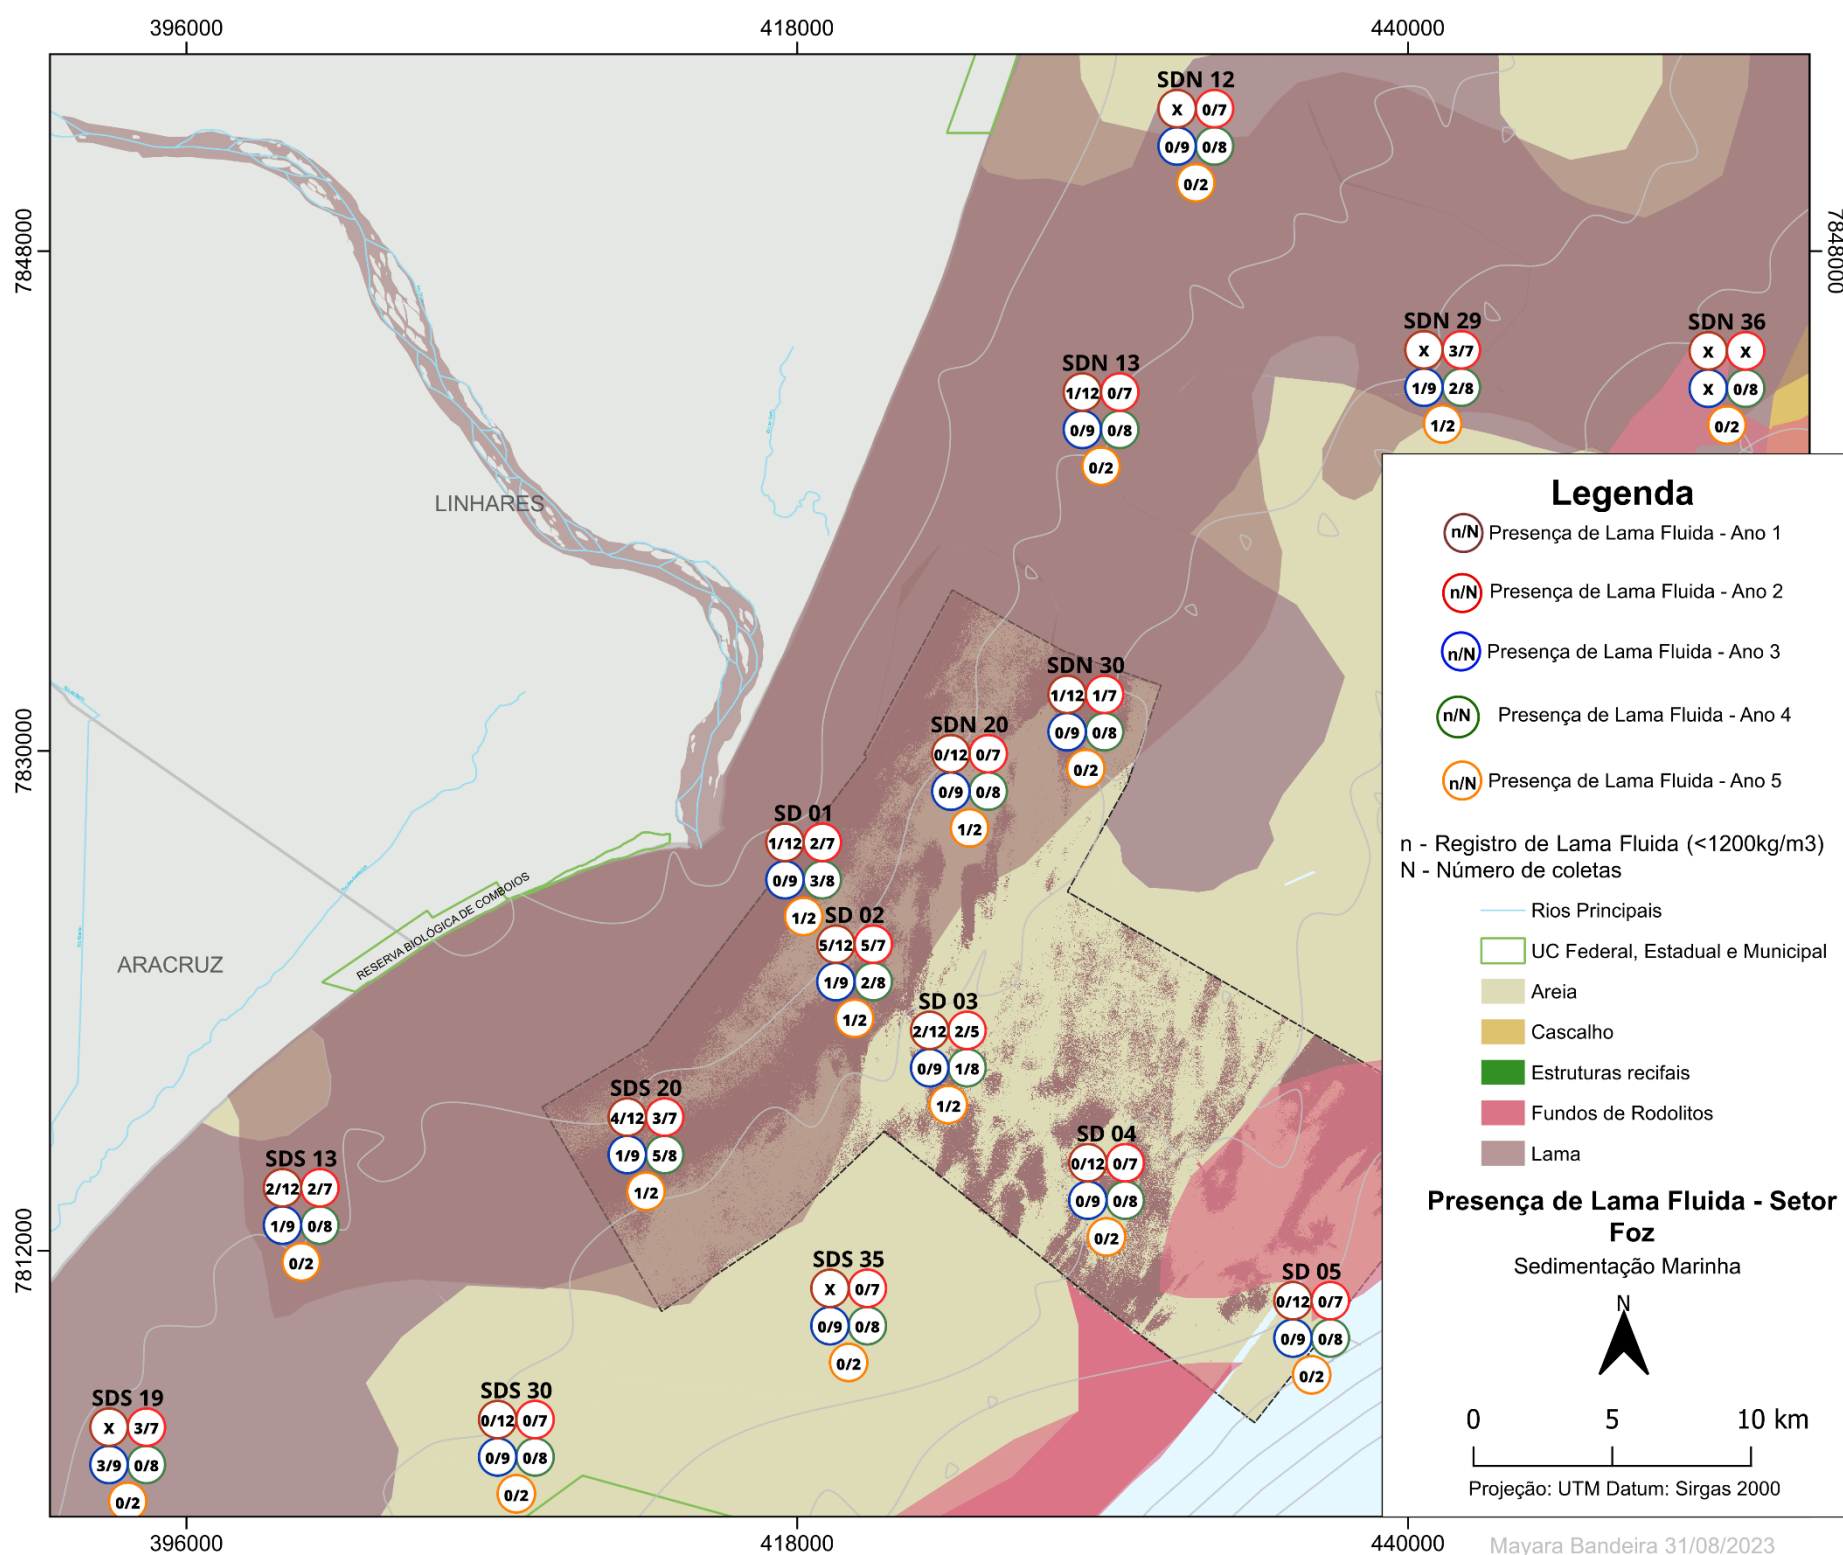 396000
418000
440000
7848000
7848000
7830000
7812000
SDN 12
X 0/7
0/9 0/8
0/2
SDN 29
X 3/7
1/9 2/8
1/2
SDN 36
X X
X 0/8
0/2
SDN 13
1/12 0/7
0/9 0/8
0/2
LINHARES
SDN 30
1/12 1/7
0/9 0/8
0/2
SDN 20
0/12 0/7
0/9 0/8
1/2
SD 01
1/12 2/7
0/9 3/8
1/2
SD 02
5/12 5/7
1/9 2/8
1/2
RESERVA BIOLÓGICA DE COMBOIOS
ARACRUZ
SD 03
2/12 2/5
0/9 1/8
1/2
SDS 20
4/12 3/7
1/9 5/8
1/2
SD 04
0/12 0/7
0/9 0/8
0/2
SDS 13
2/12 2/7
1/9 0/8
0/2
SDS 35
X 0/7
0/9 0/8
0/2
SD 05
0/12 0/7
0/9 0/8
0/2
SDS 19
X 3/7
3/9 0/8
0/2
SDS 30
0/12 0/7
0/9 0/8
0/2
Legenda
n/N Presença de Lama Fluida - Ano 1
n/N Presença de Lama Fluida - Ano 2
n/N Presença de Lama Fluida - Ano 3
n/N Presença de Lama Fluida - Ano 4
n/N Presença de Lama Fluida - Ano 5
n - Registro de Lama Fluida (<1200kg/m3)
N - Número de coletas
Rios Principais
UC Federal, Estadual e Municipal
Areia
Cascalho
Estruturas recifais
Fundos de Rodolitos
Lama
Presença de Lama Fluida - Setor
Foz
Sedimentação Marinha
N
0 5 10 km
Projeção: UTM Datum: Sirgas 2000
396000
418000
440000
Mayara Bandeira 31/08/2023